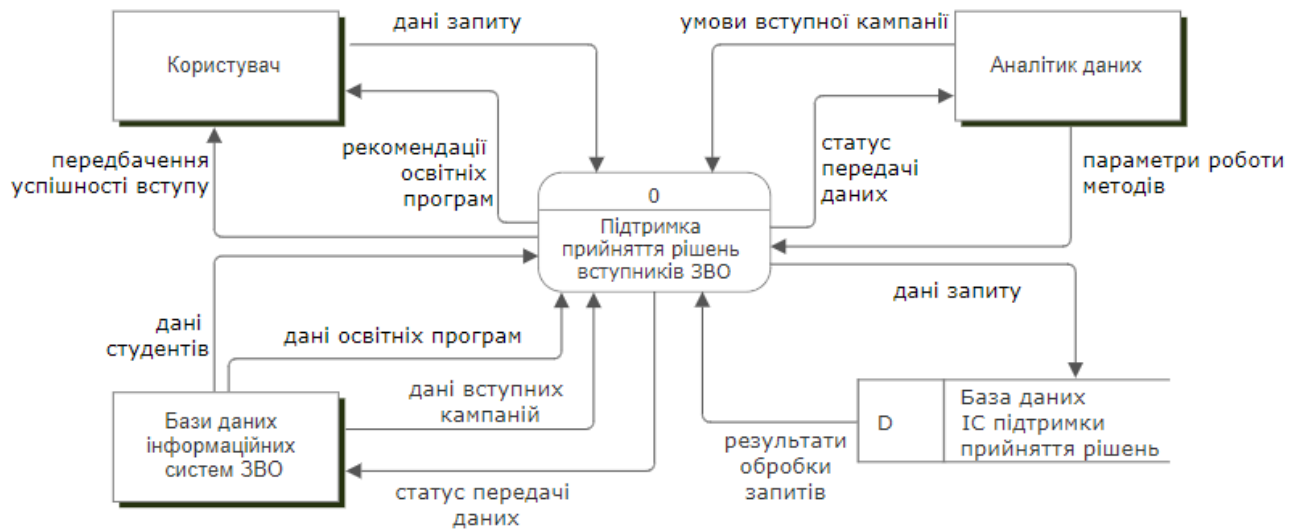 дані запиту
умови вступної кампанії
Користувач
Аналітик даних
передбачення
успішності вступу
рекомендації
освітніх
програм
статус
передачі
даних
параметри роботи
методів
0
Підтримка
прийняття рішень
вступників ЗВО
дані запиту
дані
студентів
дані освітніх програм
дані вступних
кампаній
Бази даних
інформаційних
систем ЗВО
статус передачі
даних
результати
обробки
запитів
D
База даних
ІС підтримки
прийняття рішень